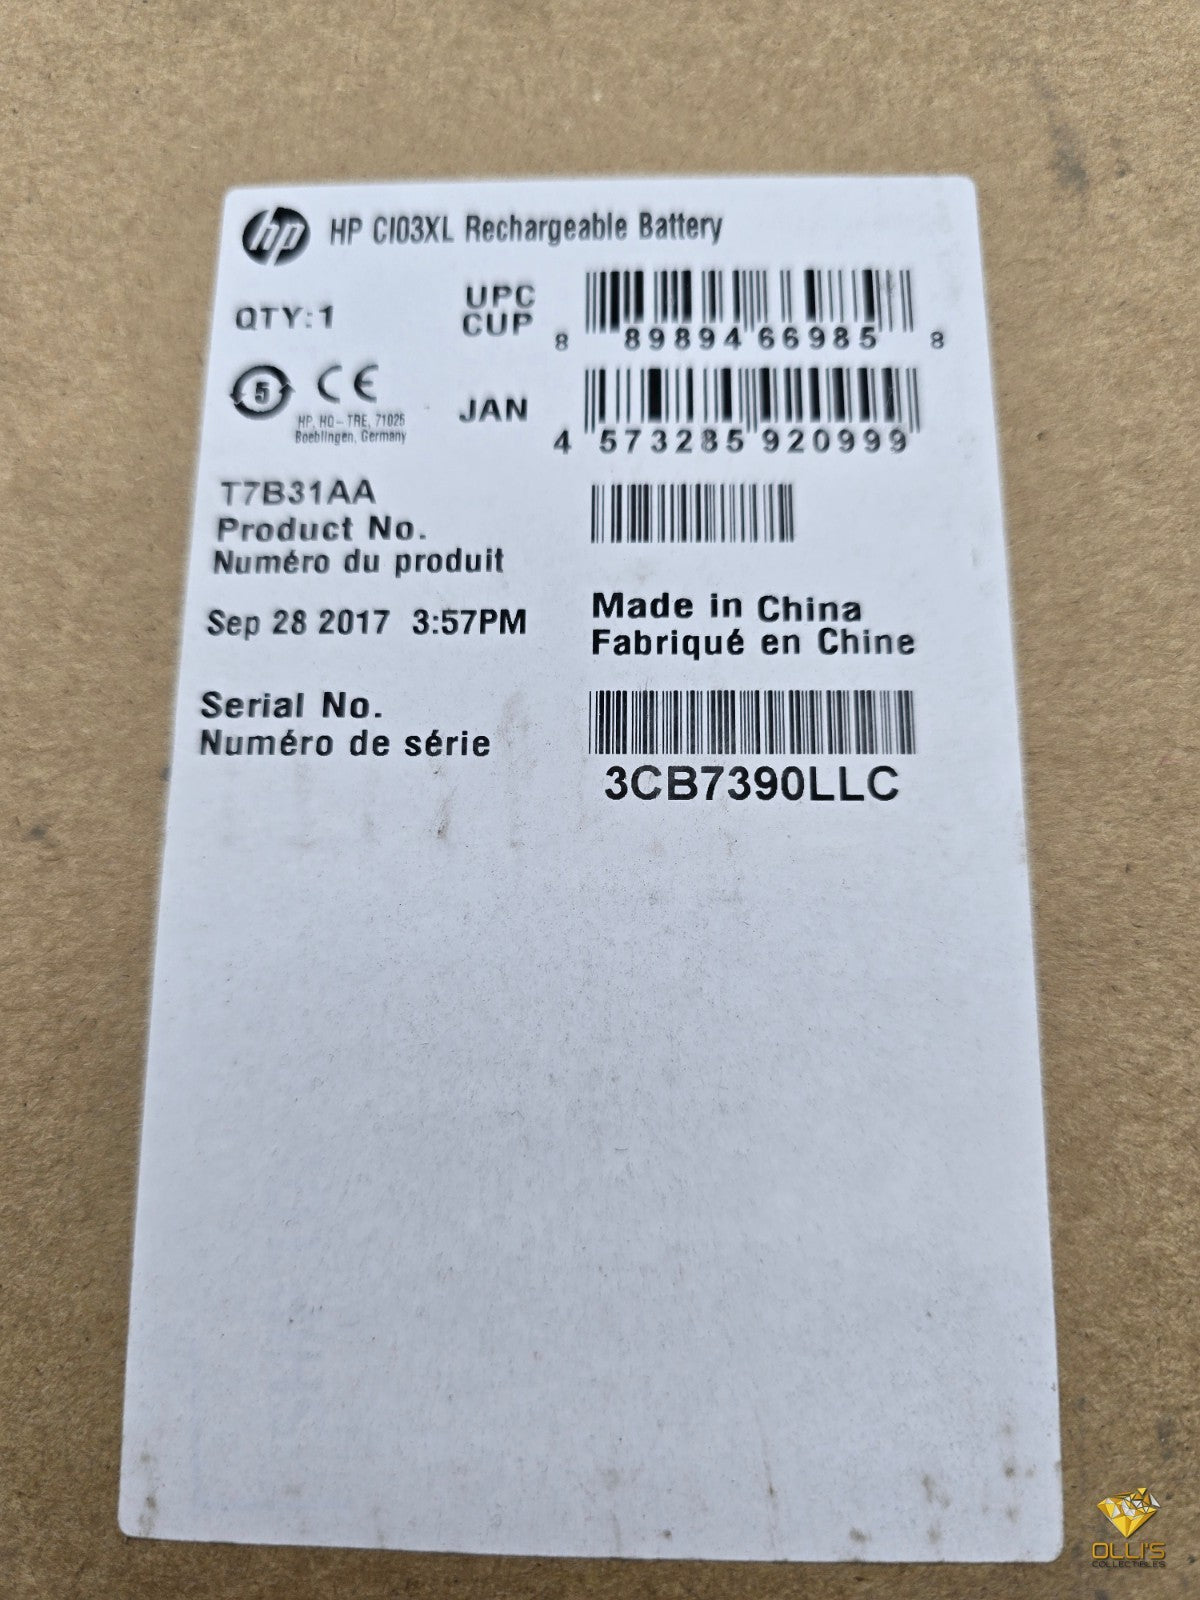 hp HP CI03XL Rechargeable Battery
QTY:1
UPC
CUP
8 89894 66985 8
5 CE
HP, HQ-TRE, 71025
Boeblingen, Germany
JAN
4 573285 920999
T7B31AA
Product No.
Numéro du produit
Sep 28 2017 3:57PM
Made in China
Fabriqué en Chine
Serial No.
Numéro de série
3CB7390LLC
OLLI'S
COLLECTIBLES